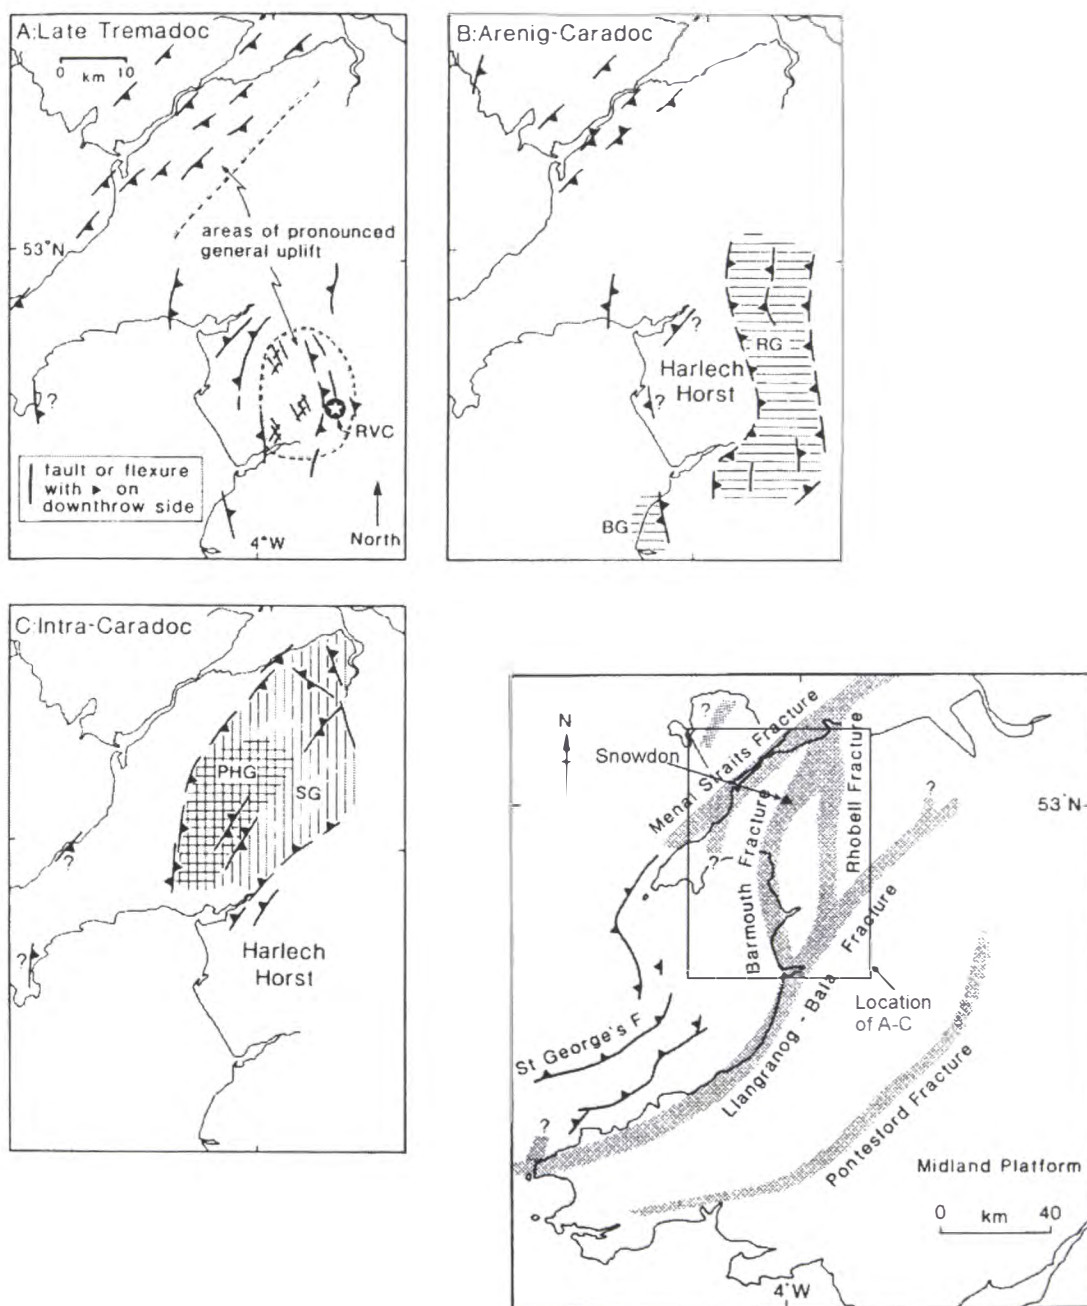 A:Late Tremadoc
0 10
km
areas of pronounced
general uplift
53°N
?
RVC
fault or flexure
with ▶ on
downthrow side
4°W
North
B:Arenig-Caradoc
?
RG
Harlech
Horst
?
BG
C:Intra-Caradoc
PHG
SG
?
?
Harlech
Horst
N
?
Snowdon
Menai Straits Fracture
Rhobell Fracture
?
53°N
?
Barmouth Fracture
Llangranog - Bala Fracture
Location
of A-C
St George's F
?
Pontesford Fracture
Midland Platform
0 40
km
4°W